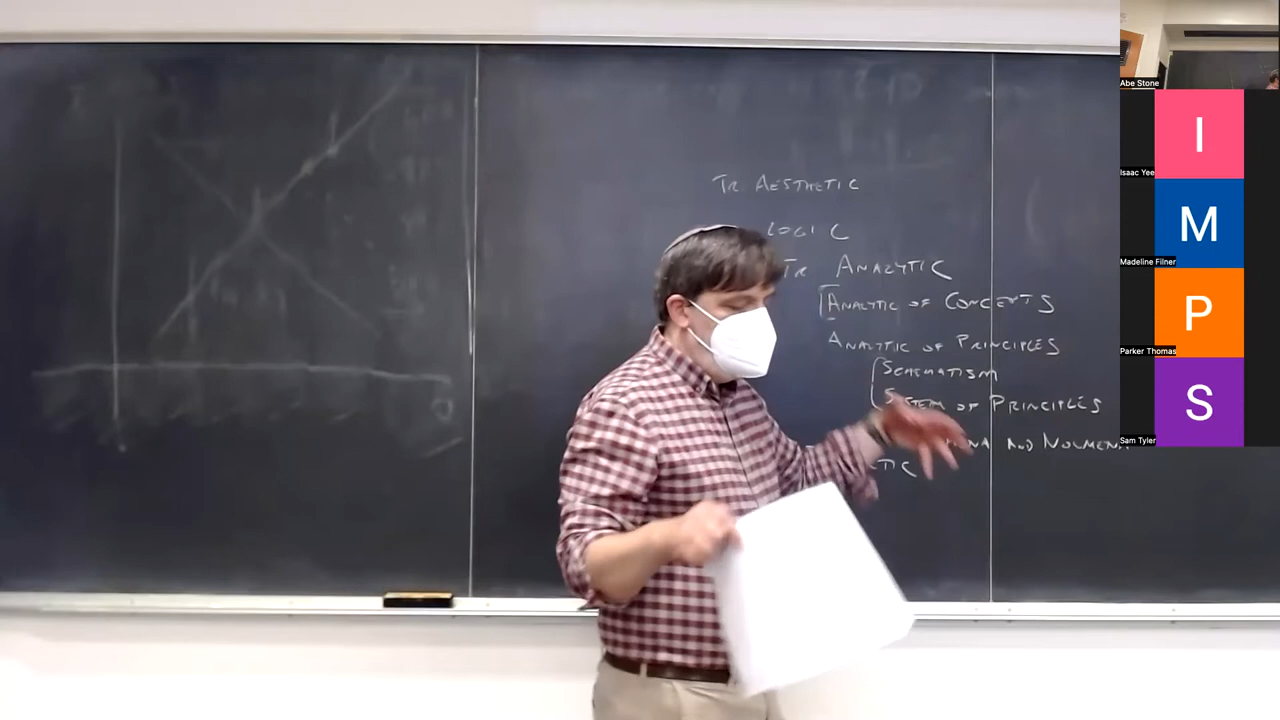 Abe Stone
I
Isaac Yee
M
Madeline Filner
P
Parker Thomas
S
Sam Tyler
TR AESTHETIC
LOGIC
TR ANALYTIC
ANALYTIC OF CONCEPTS
ANALYTIC OF PRINCIPLES
SCHEMATISM
SYSTEM OF PRINCIPLES
AND NOUMENA